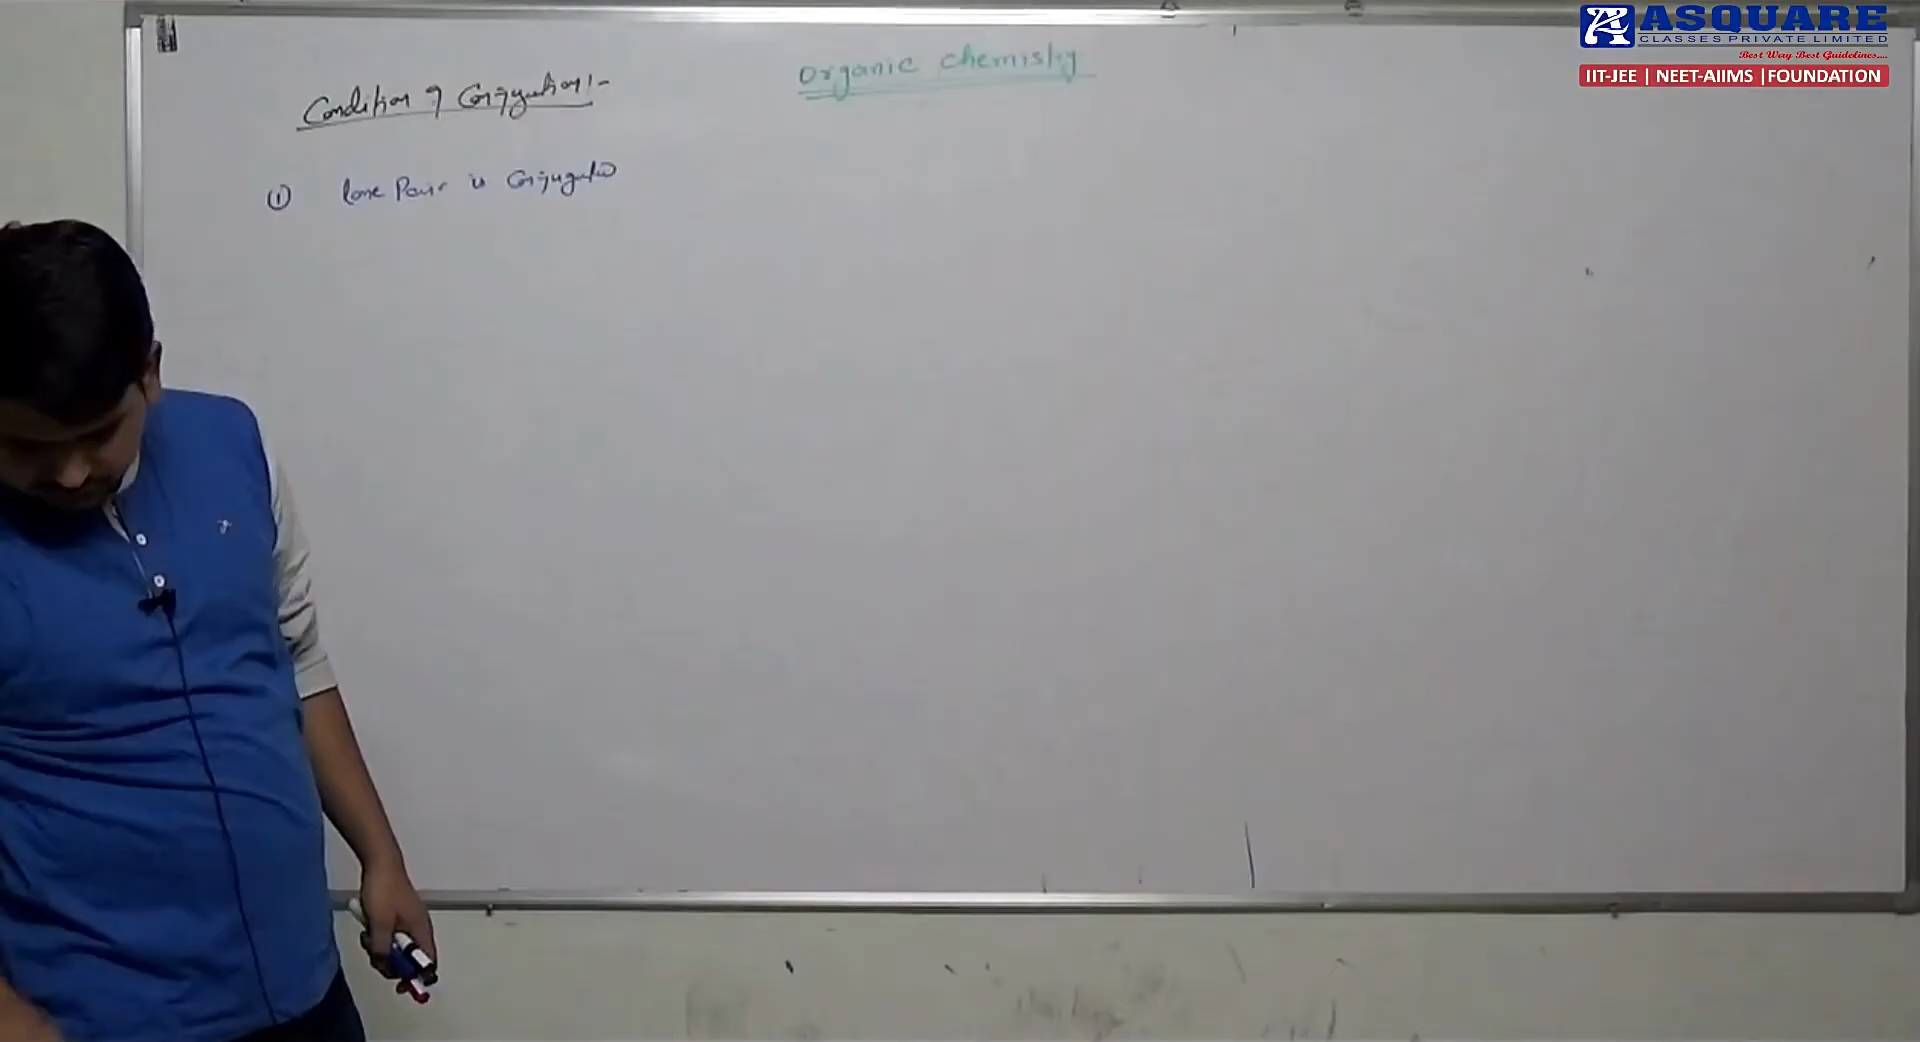 Organic chemistry
Condition of Conjugation:-
① lone Pair is Conjugation
ASQUARE
CLASSES PRIVATE LIMITED
Best Way Best Guidelines....
IIT-JEE | NEET-AIIMS | FOUNDATION